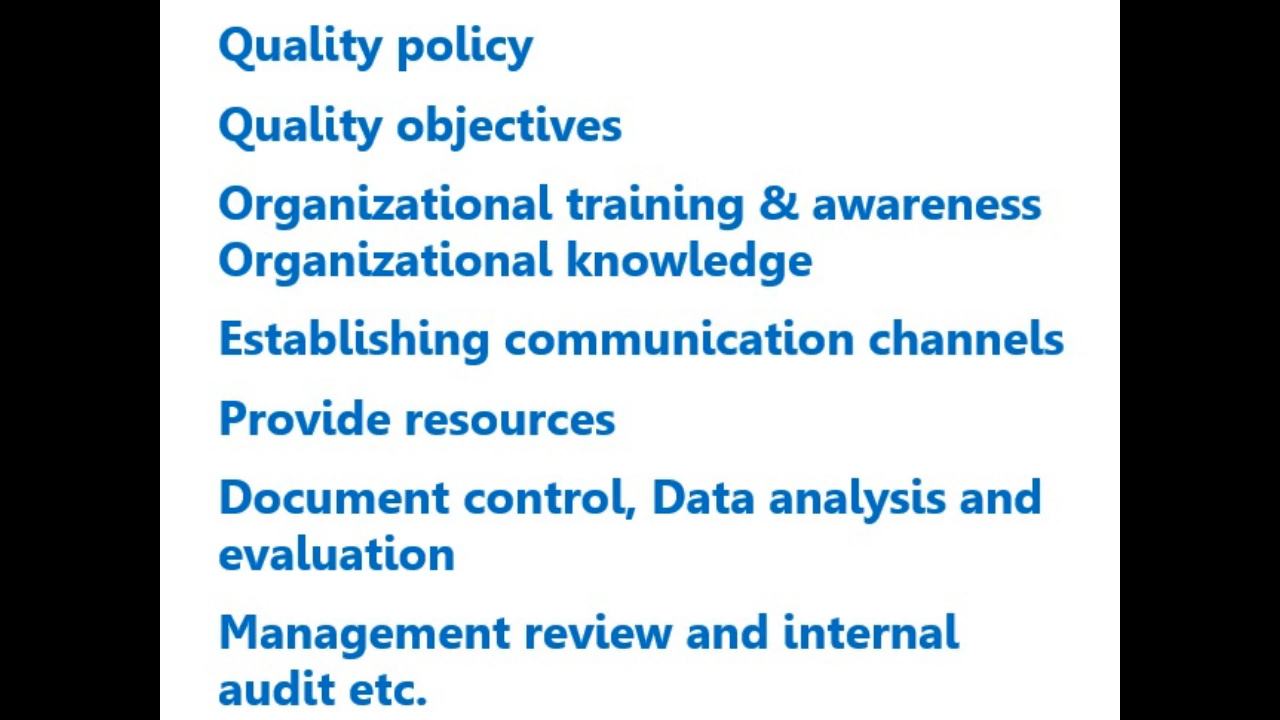 Quality policy
Quality objectives
Organizational training & awareness
Organizational knowledge
Establishing communication channels
Provide resources
Document control, Data analysis and
evaluation
Management review and internal
audit etc.